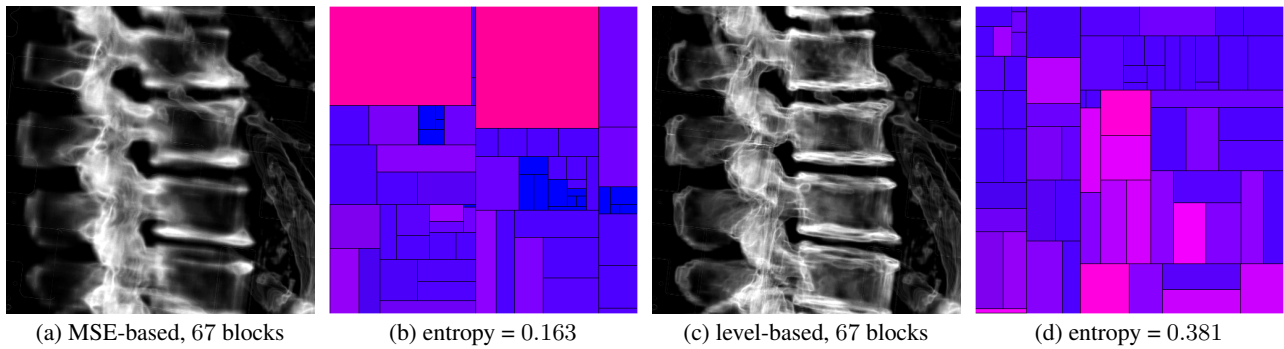 (a) MSE-based, 67 blocks
(b) entropy = 0.163
(c) level-based, 67 blocks
(d) entropy = 0.381